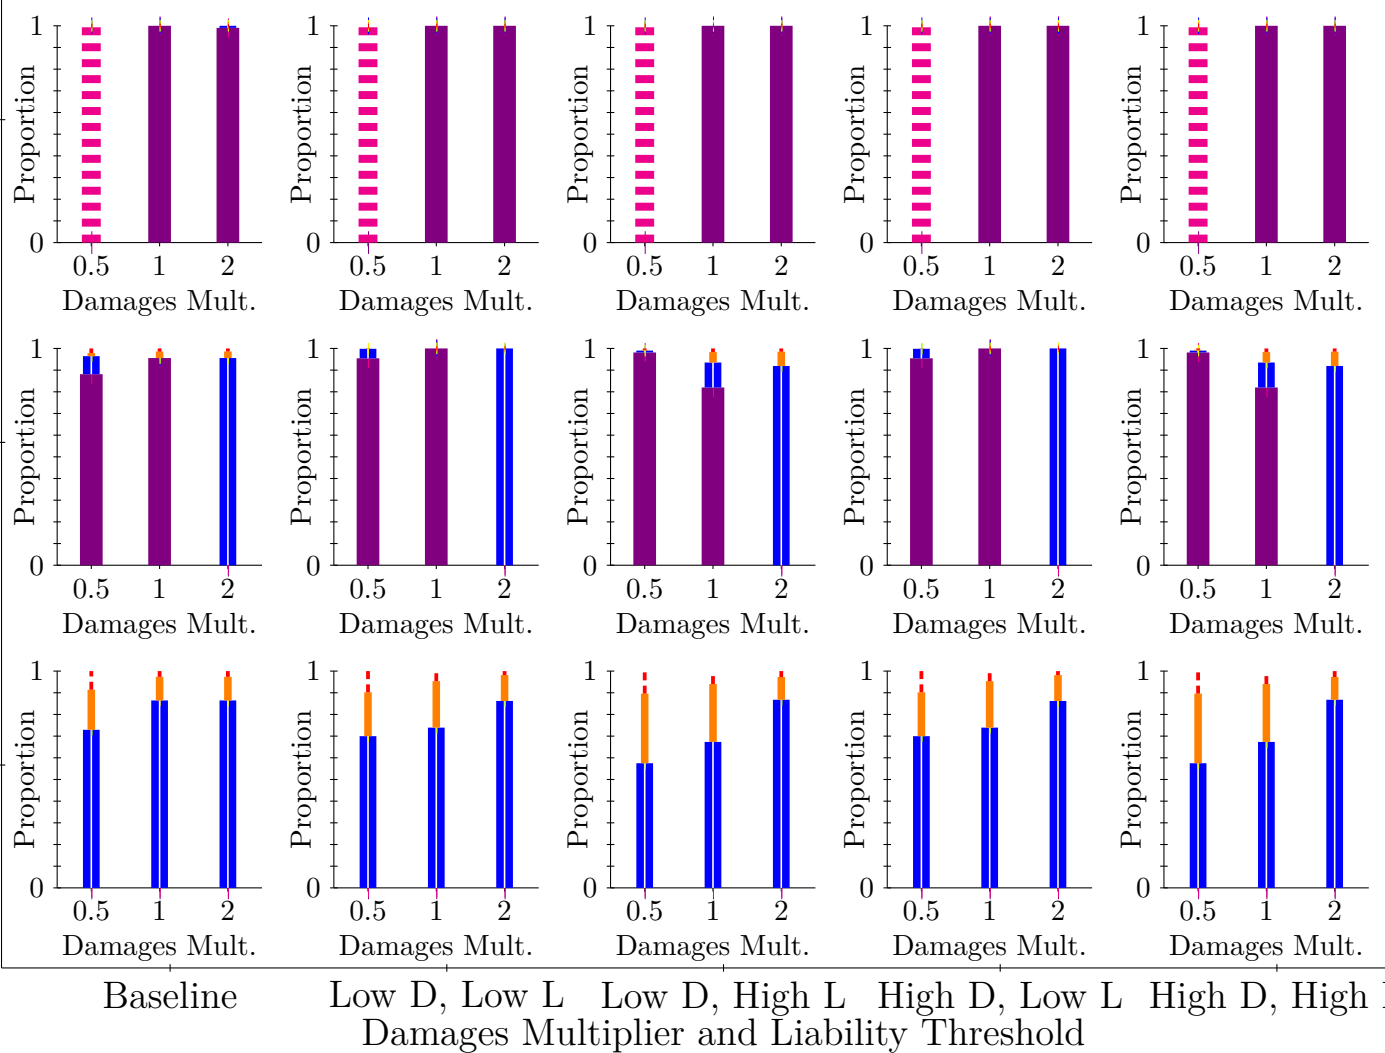 1 1 1 1 1
Proportion Proportion Proportion Proportion Proportion
0 0 0 0 0
0.5 1 2 0.5 1 2 0.5 1 2 0.5 1 2 0.5 1 2
Damages Mult. Damages Mult. Damages Mult. Damages Mult. Damages Mult.
1 1 1 1 1
Proportion Proportion Proportion Proportion Proportion
0 0 0 0 0
0.5 1 2 0.5 1 2 0.5 1 2 0.5 1 2 0.5 1 2
Damages Mult. Damages Mult. Damages Mult. Damages Mult. Damages Mult.
1 1 1 1 1
Proportion Proportion Proportion Proportion Proportion
0 0 0 0 0
0.5 1 2 0.5 1 2 0.5 1 2 0.5 1 2 0.5 1 2
Damages Mult. Damages Mult. Damages Mult. Damages Mult. Damages Mult.
Baseline Low D, Low L Low D, High L High D, Low L High D, High
Damages Multiplier and Liability Threshold